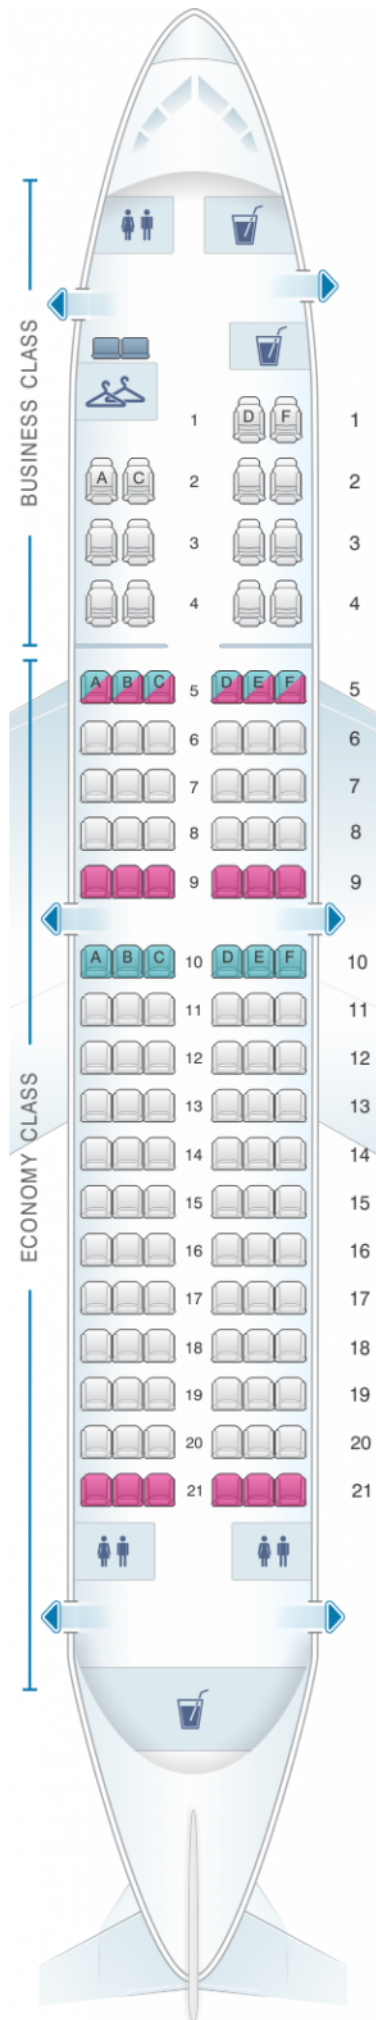 BUSINESS CLASS
1 D F 1
A C 2 2
3 3
4 4
ECONOMY CLASS
A B C 5 D E F 5
6 6
7 7
8 8
9 9
A B C 10 D E F 10
11 11
12 12
13 13
14 14
15 15
16 16
17 17
18 18
19 19
20 20
21 21